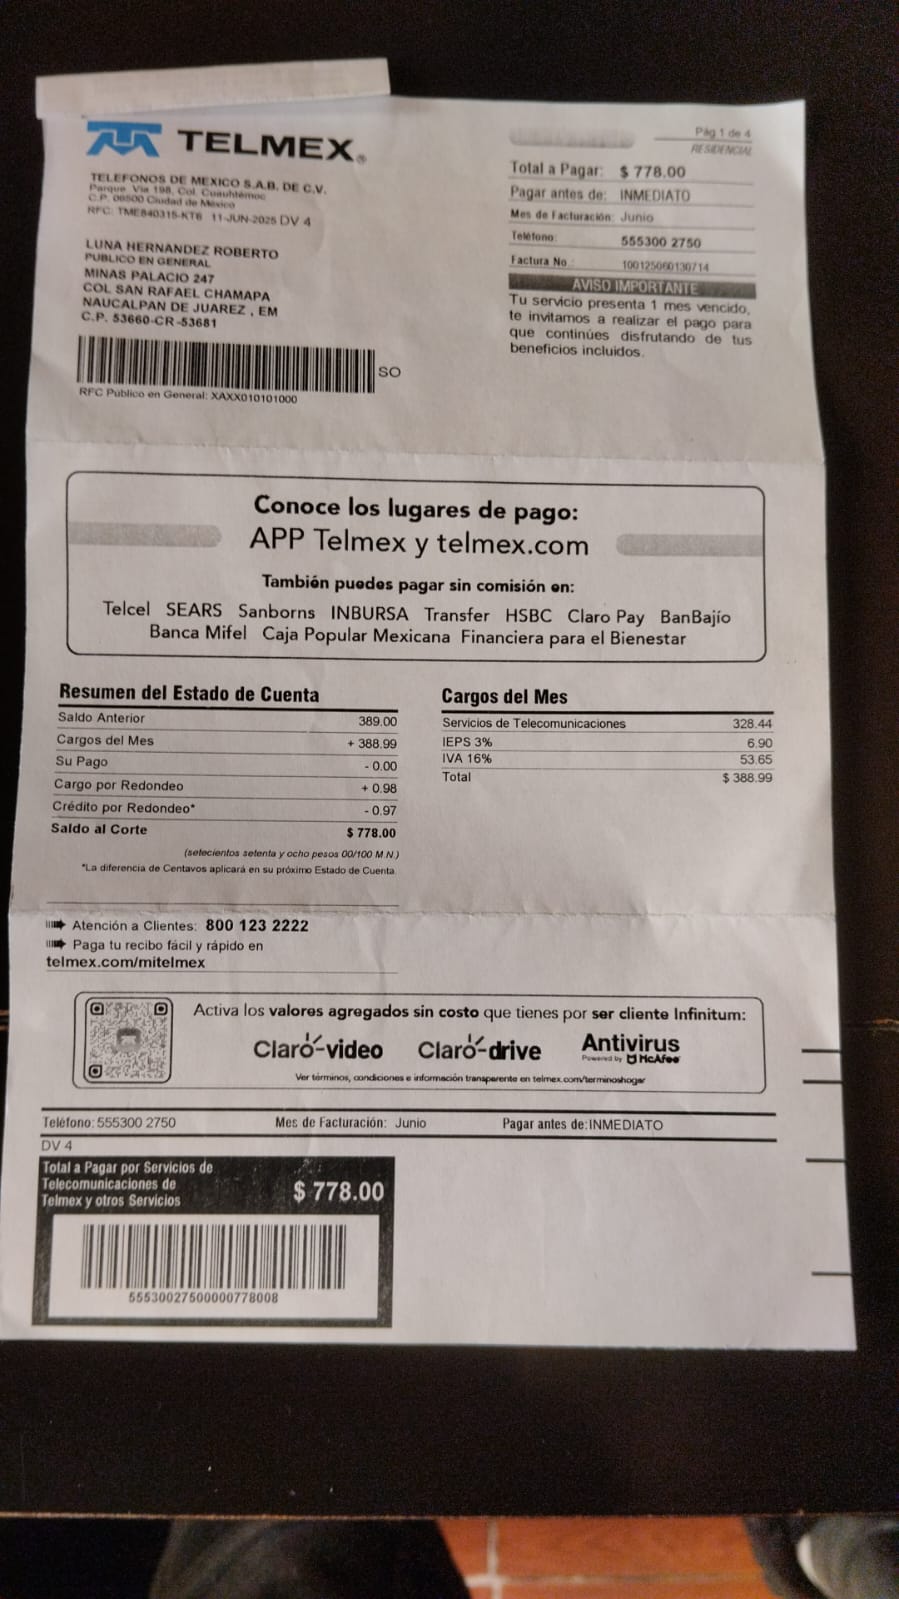 TELMEX®
TELEFONOS DE MEXICO S.A.B. DE C.V.
Parque Vía 198, Col. Cuauhtémoc
C.P. 06500 Ciudad de México
RFC: TME840315-KT6 11-JUN-2025 DV 4
LUNA HERNANDEZ ROBERTO
PUBLICO EN GENERAL
MINAS PALACIO 247
COL SAN RAFAEL CHAMAPA
NAUCALPAN DE JUAREZ , EM
C.P. 53660-CR -53681
SO
RFC Publico en General: XAXX010101000
Pág 1 de 4
RESIDENCIAL
Total a Pagar: $ 778.00
Pagar antes de: INMEDIATO
Mes de Facturación: Junio
Teléfono: 555300 2750
Factura No.: 100125060130714
AVISO IMPORTANTE
Tu servicio presenta 1 mes vencido,
te invitamos a realizar el pago para
que continúes disfrutando de tus
beneficios incluidos.
Conoce los lugares de pago:
APP Telmex y telmex.com
También puedes pagar sin comisión en:
Telcel SEARS Sanborns INBURSA Transfer HSBC Claro Pay BanBajío
Banca Mifel Caja Popular Mexicana Financiera para el Bienestar
Resumen del Estado de Cuenta
Saldo Anterior 389.00
Cargos del Mes + 388.99
Su Pago - 0.00
Cargo por Redondeo + 0.98
Crédito por Redondeo* - 0.97
Saldo al Corte $ 778.00
(setecientos setenta y ocho pesos 00/100 M.N.)
*La diferencia de Centavos aplicará en su próximo Estado de Cuenta.
Cargos del Mes
Servicios de Telecomunicaciones 328.44
IEPS 3% 6.90
IVA 16% 53.65
Total $ 388.99
Atención a Clientes: 800 123 2222
Paga tu recibo fácil y rápido en
telmex.com/mitelmex
Activa los valores agregados sin costo que tienes por ser cliente Infinitum:
Claro-video Claro-drive Antivirus
Powered by McAfee
Ver términos, condiciones e información transparente en telmex.com/terminoshogar
Teléfono: 555300 2750 Mes de Facturación: Junio Pagar antes de:INMEDIATO
DV 4
Total a Pagar por Servicios de
Telecomunicaciones de
Telmex y otros Servicios
$ 778.00
55530027500000778008